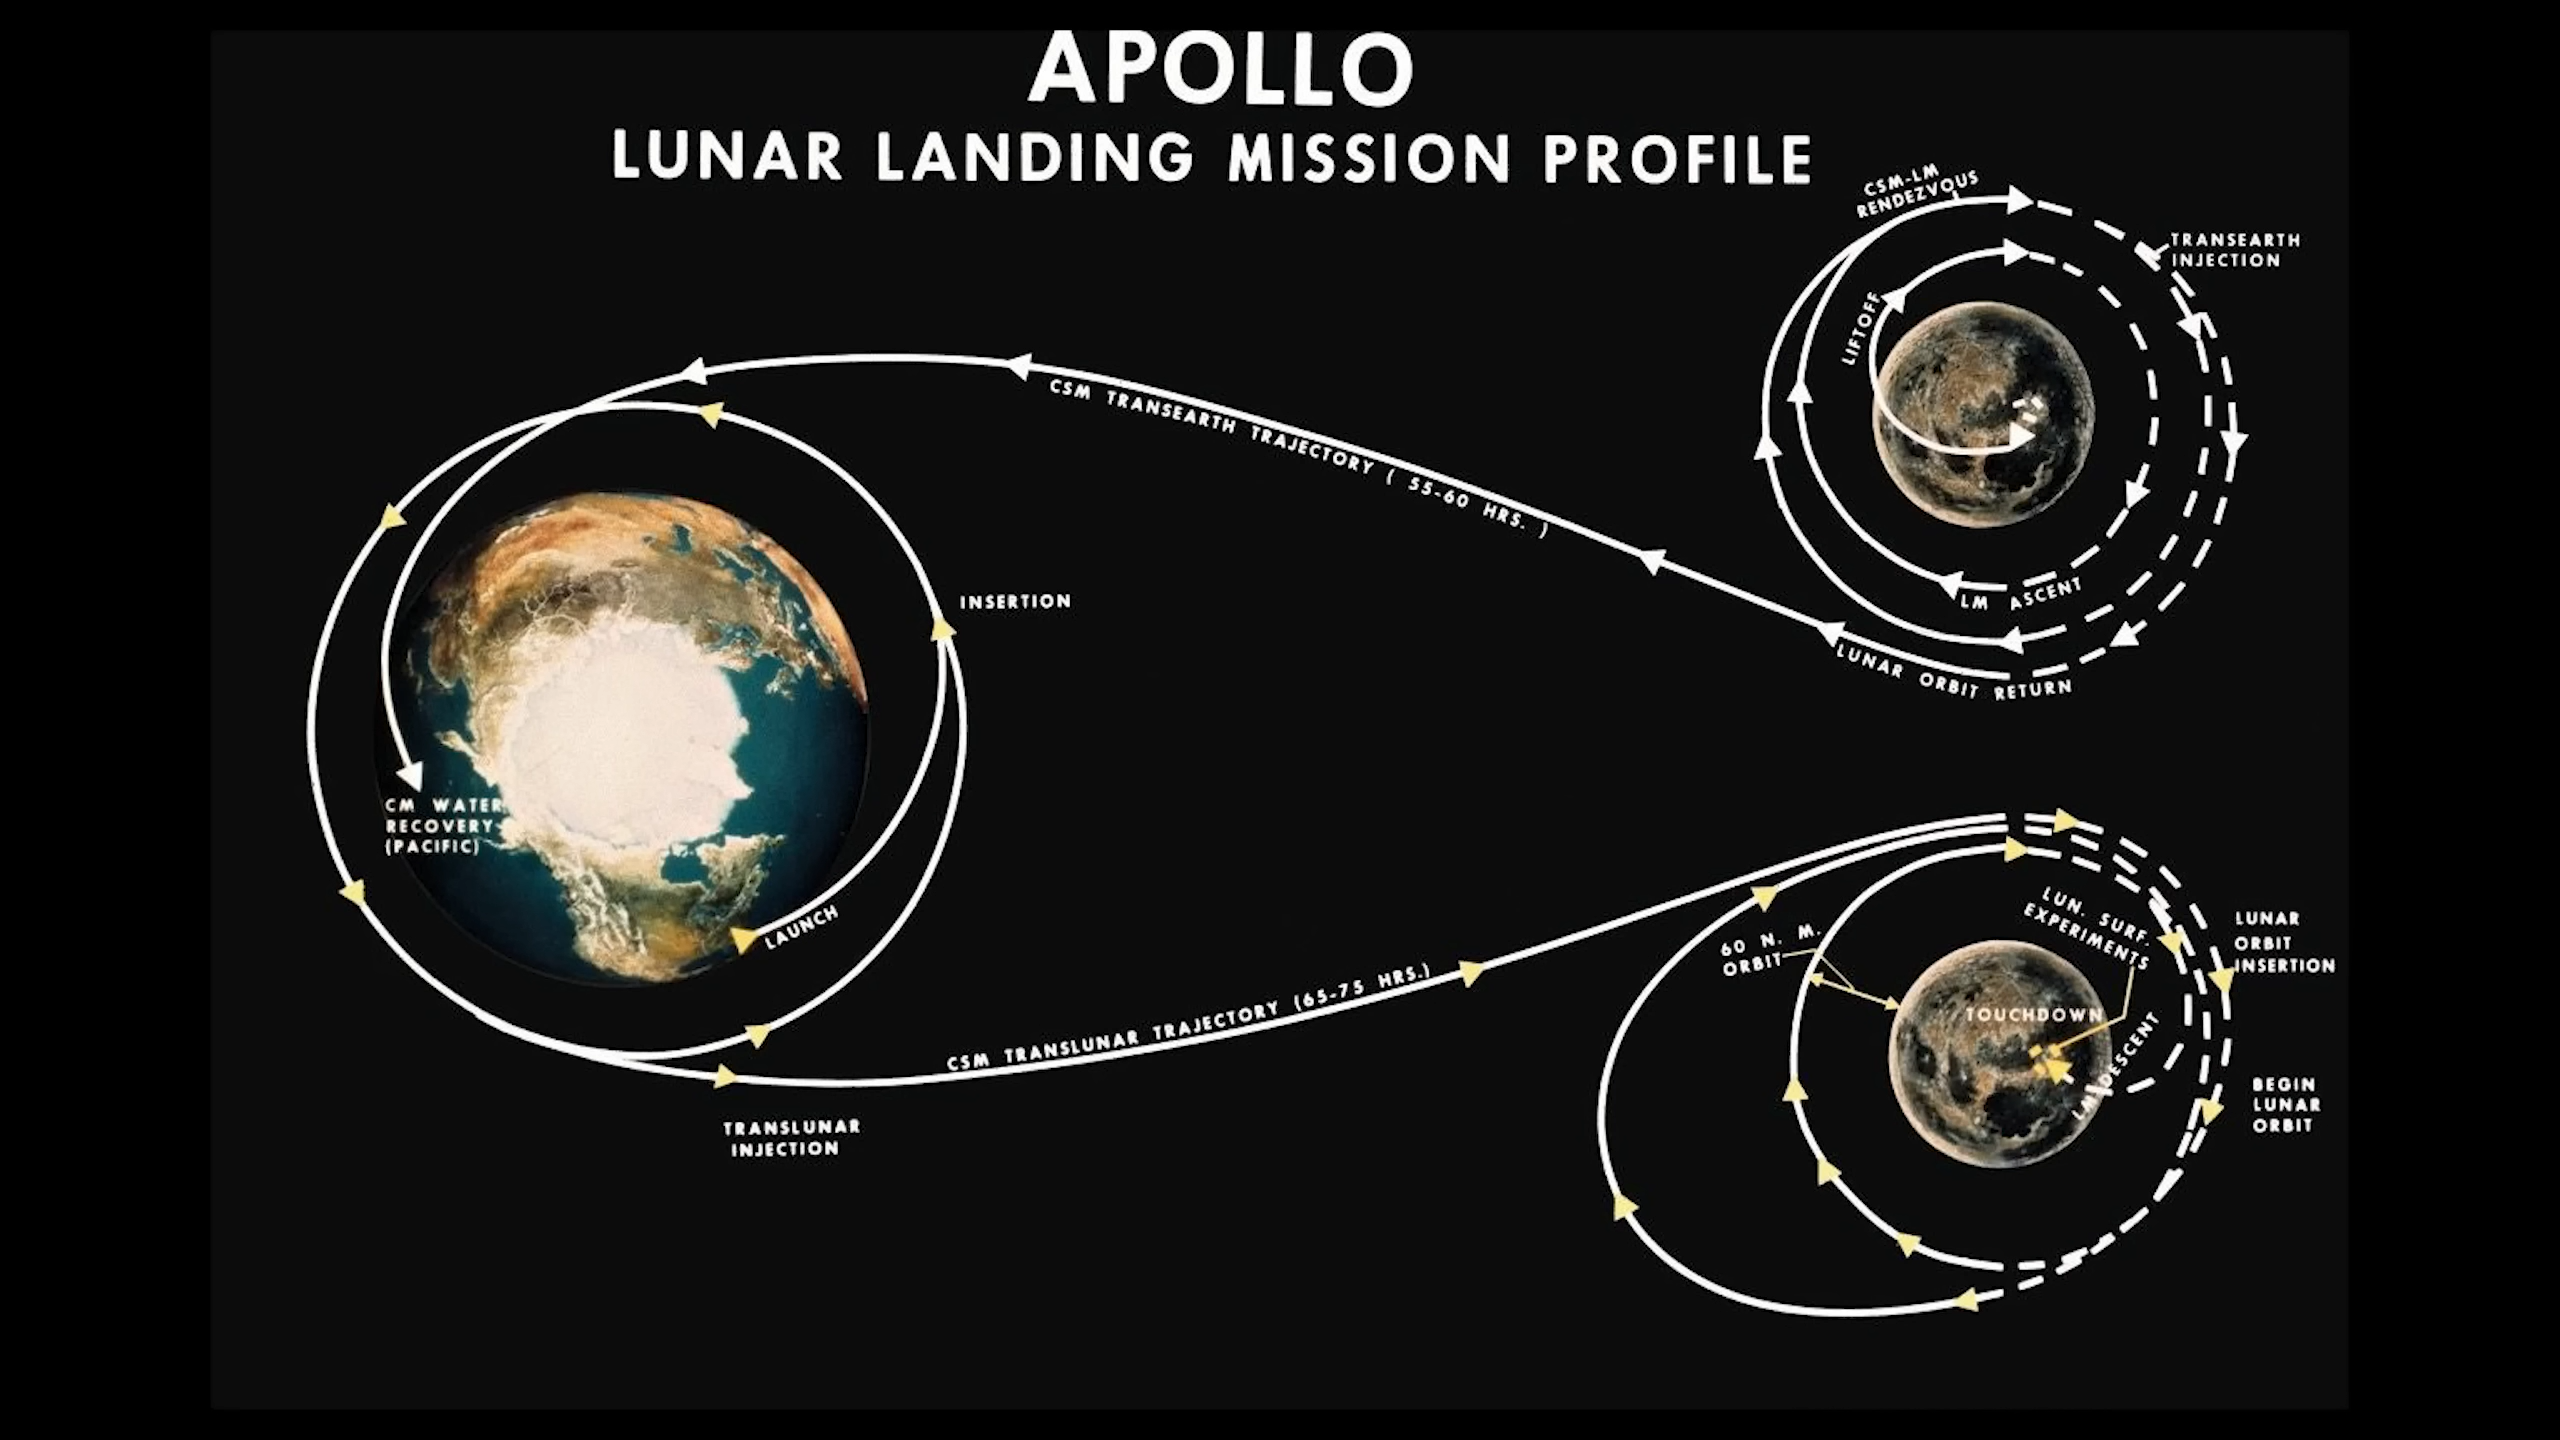 APOLLO
LUNAR LANDING MISSION PROFILE
CSM-LM
RENDEZVOUS
TRANSEARTH
INJECTION
LIFTOFF
CSM TRANSEARTH TRAJECTORY ( 55-60 HRS. )
LM ASCENT
INSERTION
LUNAR ORBIT RETURN
CM WATER
RECOVERY
(PACIFIC)
LAUNCH
LUN. SURF.
EXPERIMENTS
60 N. M.
ORBIT
LUNAR
ORBIT
INSERTION
TOUCHDOWN
LM DESCENT
CSM TRANSLUNAR TRAJECTORY (65-75 HRS.)
BEGIN
LUNAR
ORBIT
TRANSLUNAR
INJECTION